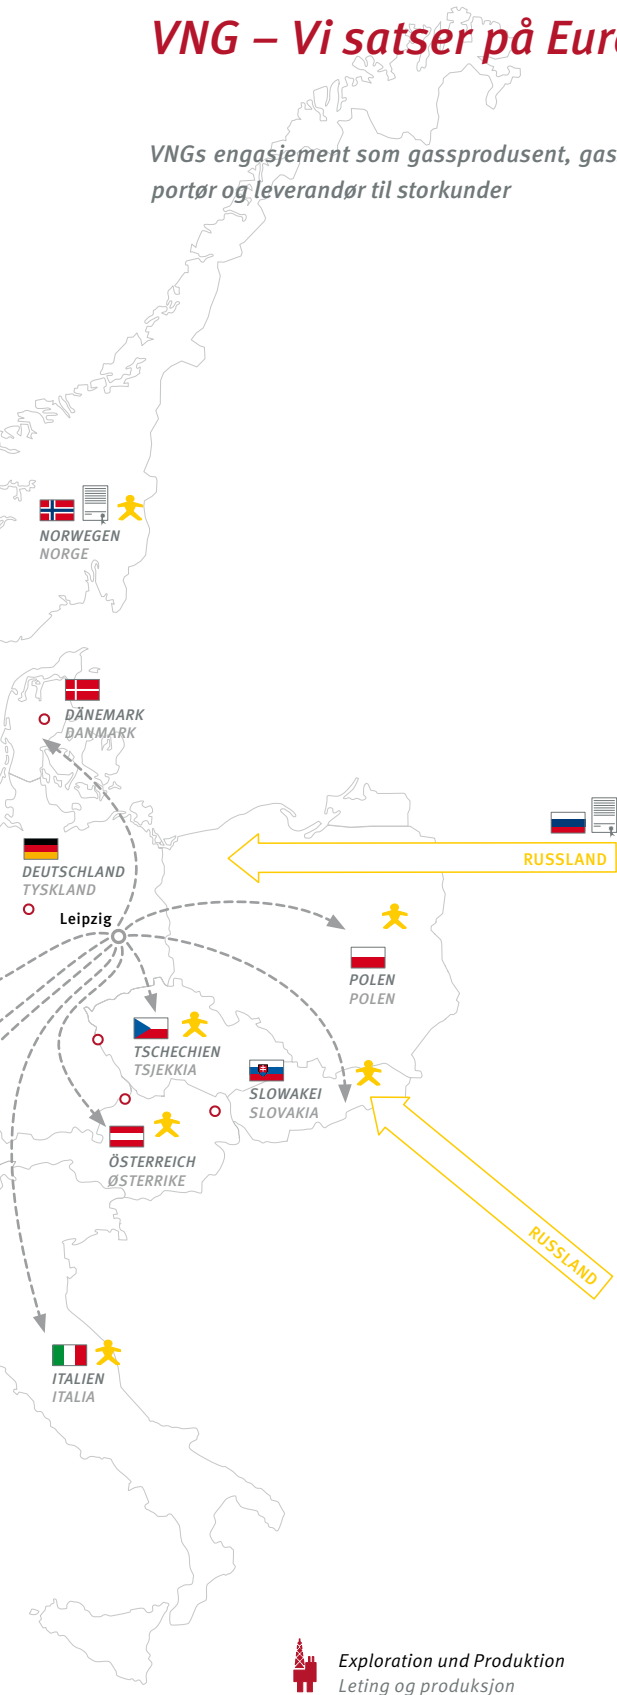 VNG – Vi satser på Eur
VNGs engasjement som gassprodusent, gas
portør og leverandør til storkunder
NORWEGEN
NORGE
DÄNEMARK
DANMARK
DEUTSCHLAND
TYSKLAND
RUSSLAND
Leipzig
POLEN
POLEN
TSCHECHIEN
TSJEKKIA
SLOWAKEI
SLOVAKIA
ÖSTERREICH
ØSTERRIKE
RUSSLAND
ITALIEN
ITALIA
Exploration und Produktion
Leting og produksjon